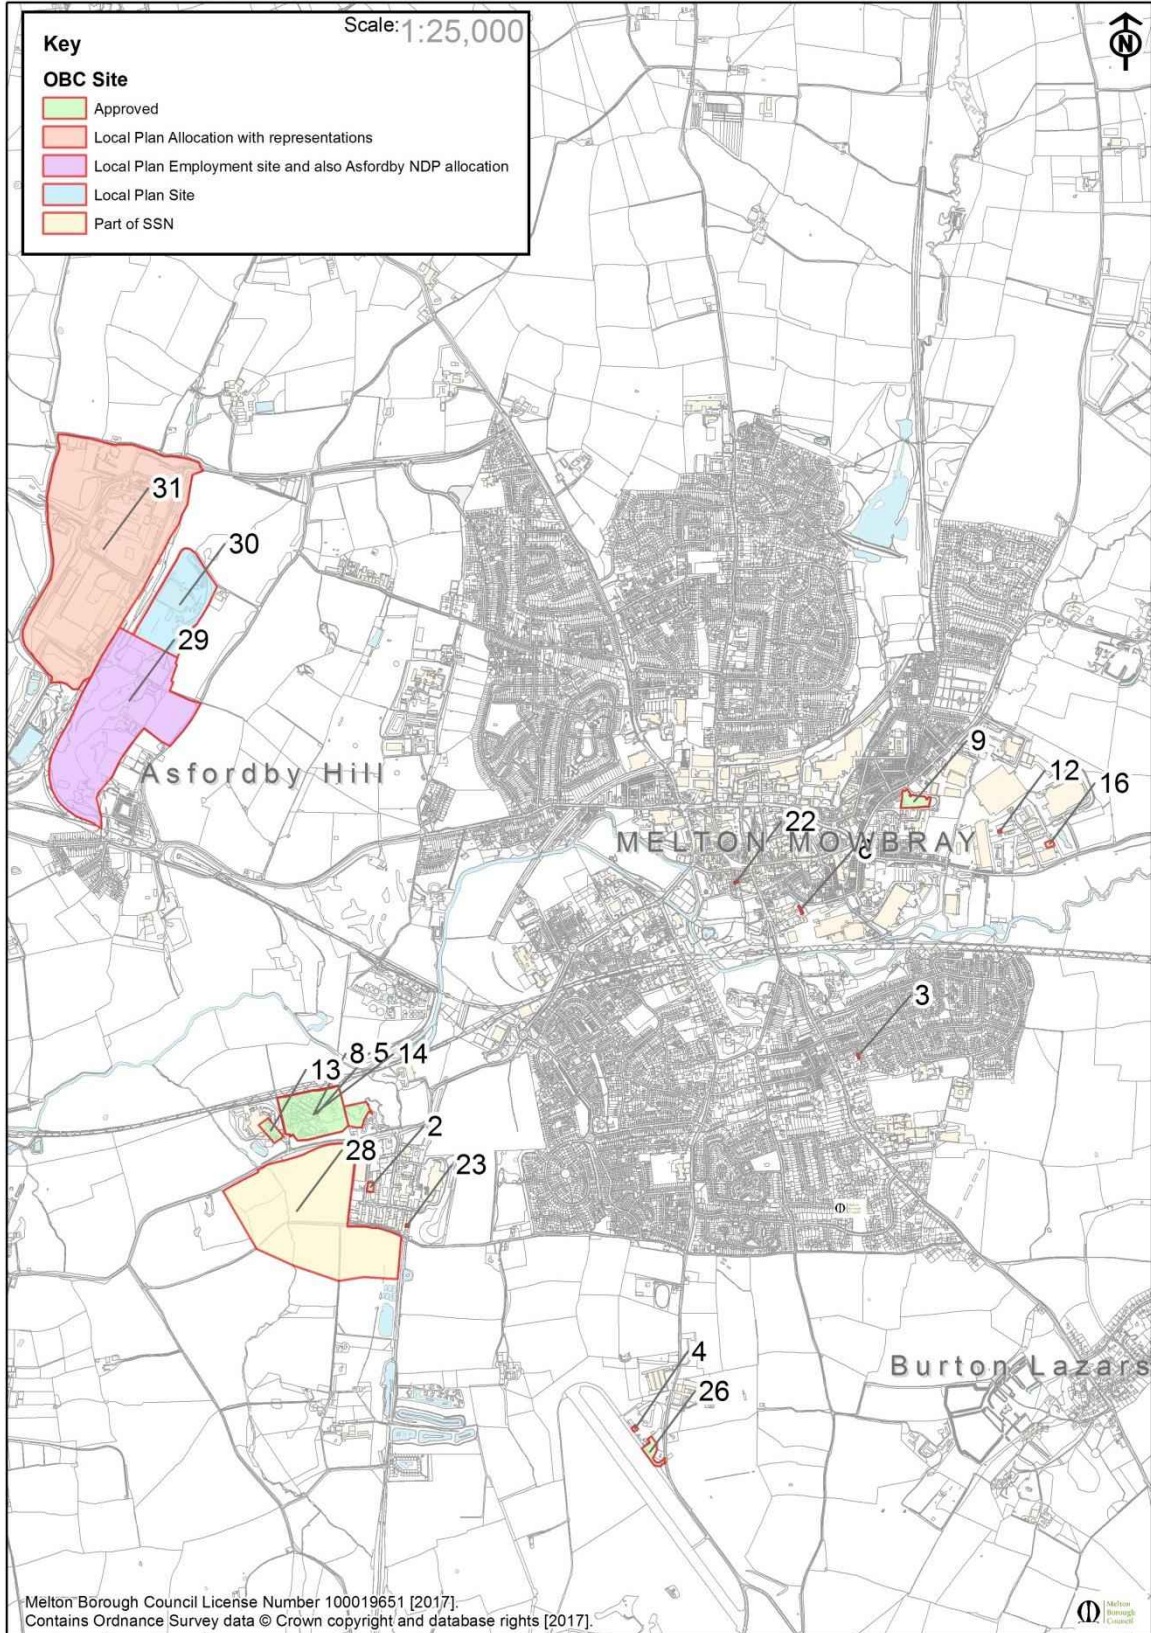 Scale: 1:25,000
N
Key
OBC Site
Approved
Local Plan Allocation with representations
Local Plan Employment site and also Asfordby NDP allocation
Local Plan Site
Part of SSN
31
30
29
Asfordby Hill
9
12
16
22
MELTON MOWBRAY
3
8 5 14
13
2
28
23
4
Burton Lazars
26
Melton Borough Council License Number 100019651 [2017].
Contains Ordnance Survey data © Crown copyright and database rights [2017].
Melton
Borough
Council